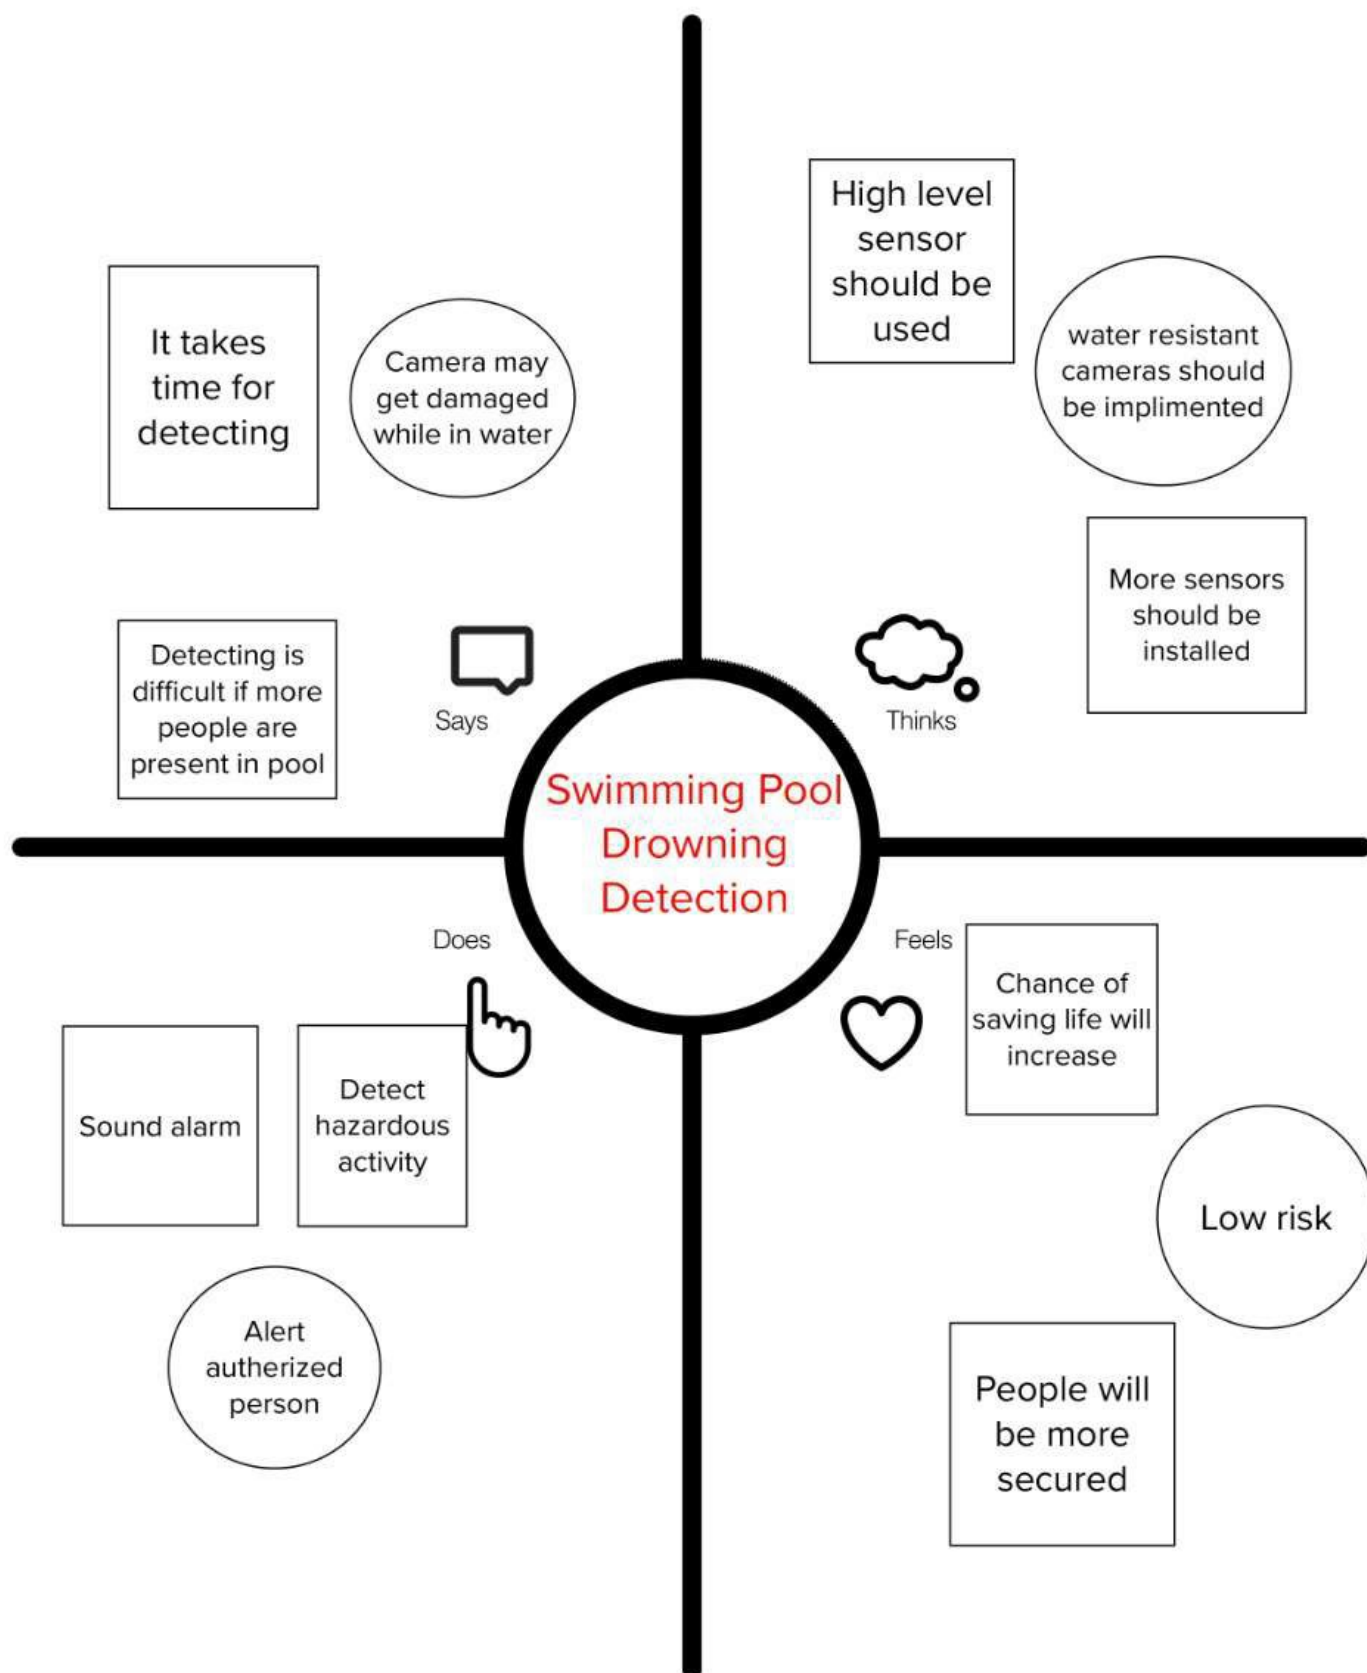 It takes
time for
detecting
Camera may
get damaged
while in water
Detecting is
difficult if more
people are
present in pool
Says
High level
sensor
should be
used
water resistant
cameras should
be implimented
More sensors
should be
installed
Thinks
Swimming Pool
Drowning
Detection
Does
Sound alarm
Detect
hazardous
activity
Alert
autherized
person
Feels
Chance of
saving life will
increase
Low risk
People will
be more
secured